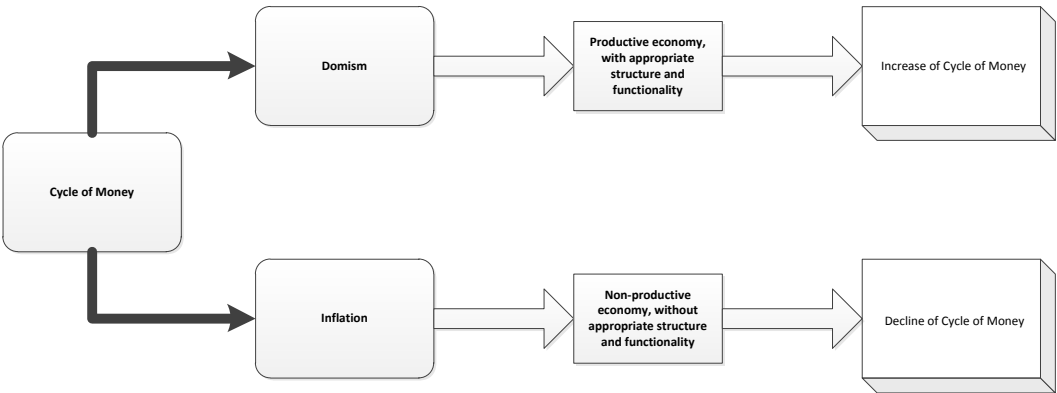 Domism
Productive economy,
with appropriate
structure and
functionality
Increase of Cycle of Money
Cycle of Money
Inflation
Non-productive
economy, without
appropriate structure
and functionality
Decline of Cycle of Money